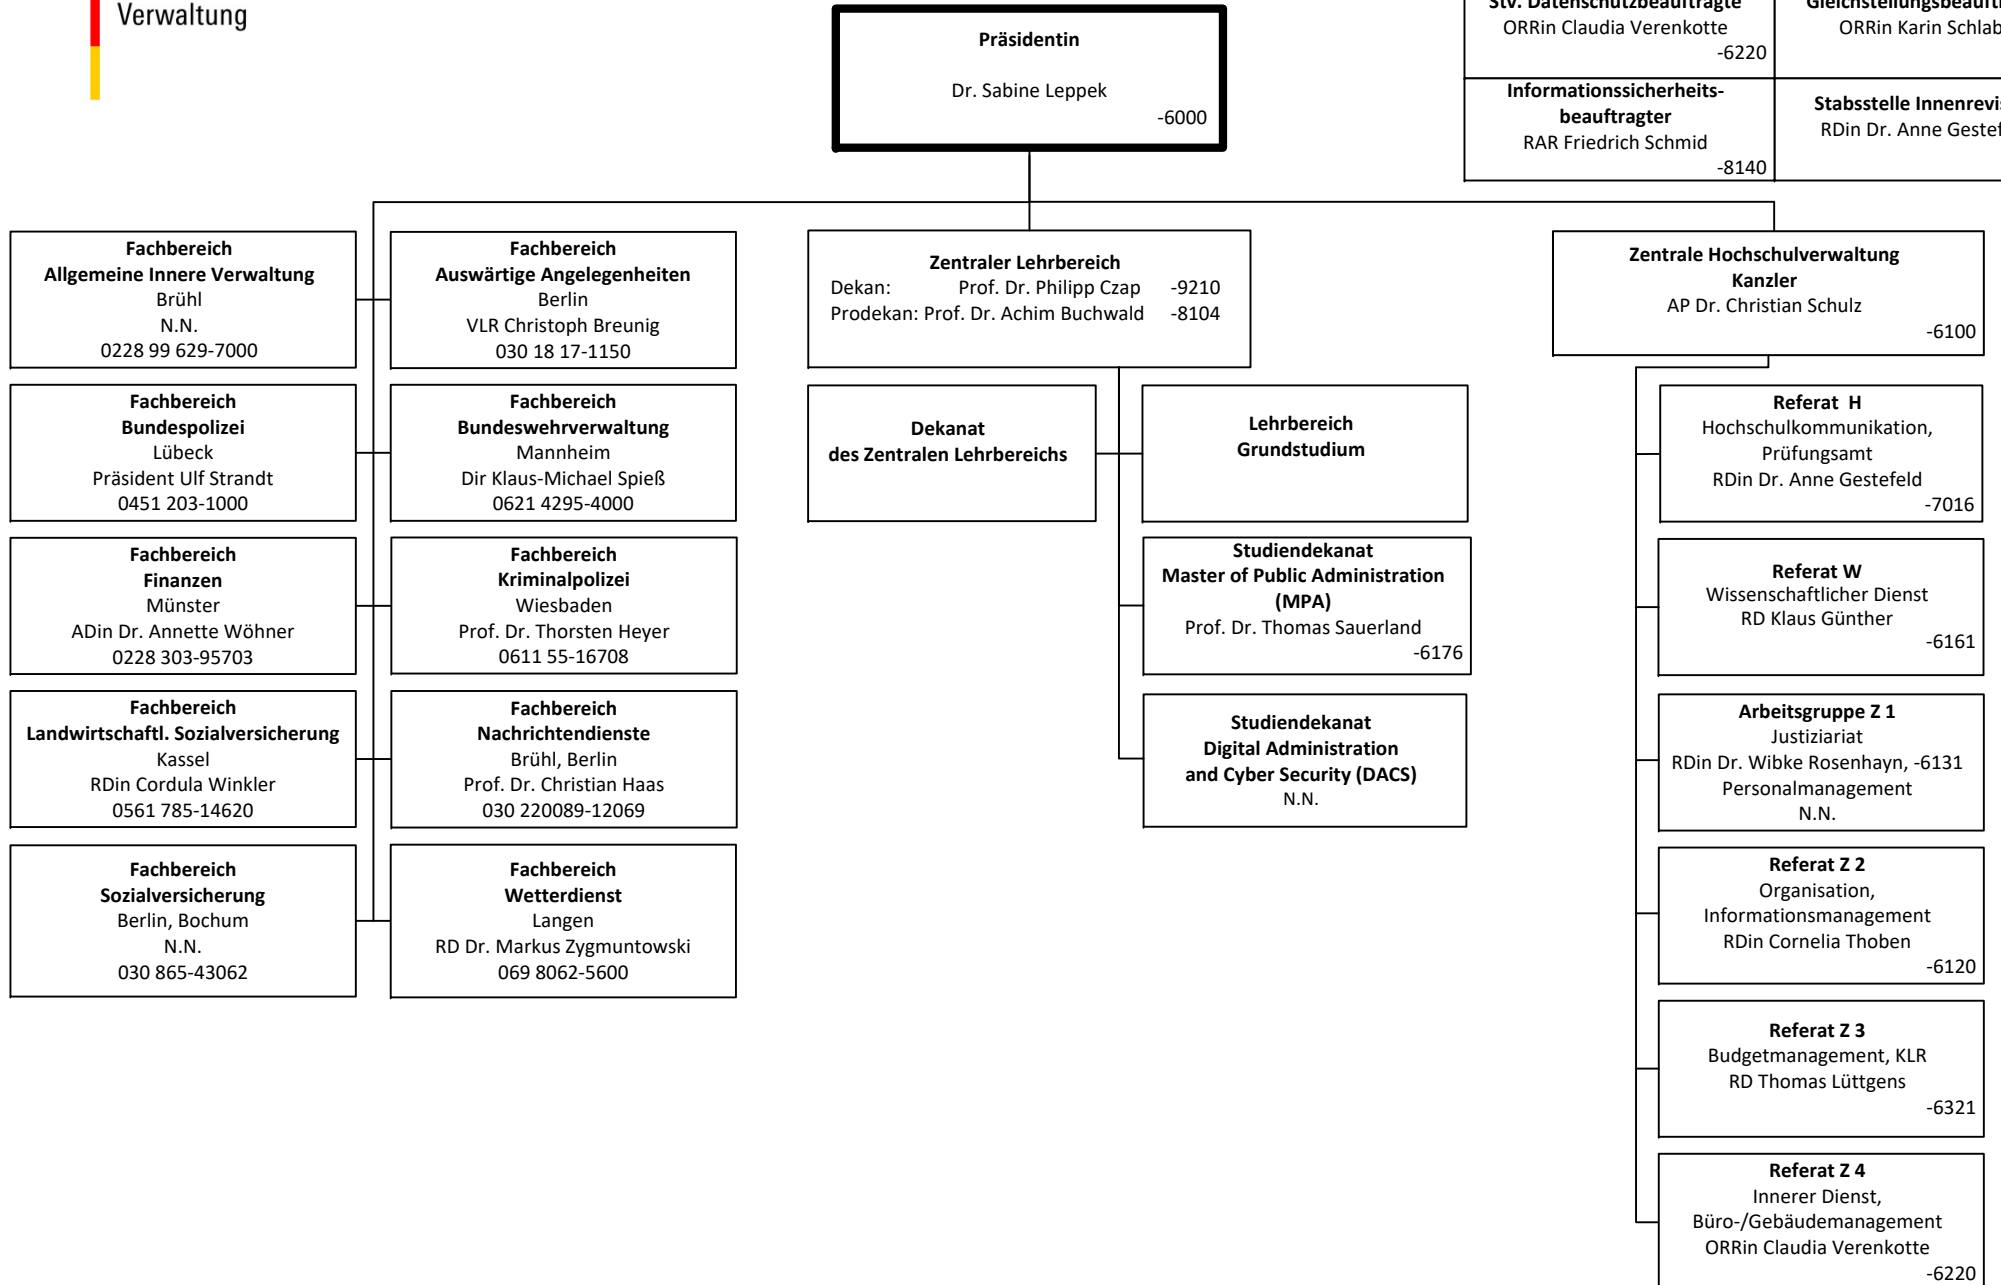 Verwaltung
Präsidentin
Dr. Sabine Leppek
-6000
Stv. Datenschutzbeauftragte
ORRin Claudia Verenkotte
-6220
ORRin Karin
Informationssicherheits-
beauftragter
RAR Friedrich Schmid
-8140
Stabsstelle
RDin Dr. Anne
Fachbereich
Allgemeine Innere Verwaltung
Brühl
N.N.
0228 99 629-7000
Fachbereich
Auswärtige Angelegenheiten
Berlin
VLR Christoph Breunig
030 18 17-1150
Fachbereich
Bundespolizei
Lübeck
Präsident Ulf Strandt
0451 203-1000
Fachbereich
Bundeswehrverwaltung
Mannheim
Dir Klaus-Michael Spieß
0621 4295-4000
Fachbereich
Finanzen
Münster
ADin Dr. Annette Wöhner
0228 303-95703
Fachbereich
Kriminalpolizei
Wiesbaden
Prof. Dr. Thorsten Heyer
0611 55-16708
Fachbereich
Landwirtschaftl. Sozialversicherung
Kassel
RDin Cordula Winkler
0561 785-14620
Fachbereich
Nachrichtendienste
Brühl, Berlin
Prof. Dr. Christian Haas
030 220089-12069
Fachbereich
Sozialversicherung
Berlin, Bochum
N.N.
030 865-43062
Fachbereich
Wetterdienst
Langen
RD Dr. Markus Zygmuntowski
069 8062-5600
Zentraler Lehrbereich
Dekan: Prof. Dr. Philipp Czap -9210
Prodekan: Prof. Dr. Achim Buchwald -8104
Dekanat
des Zentralen Lehrbereichs
Lehrbereich
Grundstudium
Studiendekanat
Master of Public Administration
(MPA)
Prof. Dr. Thomas Sauerland
-6176
Studiendekanat
Digital Administration
and Cyber Security (DACS)
N.N.
Zentrale Hochschulverwaltung
Kanzler
AP Dr. Christian Schulz
-6100
Referat H
Hochschulkommunikation,
Prüfungsamt
RDin Dr. Anne Gestefeld
-7016
Referat W
Wissenschaftlicher Dienst
RD Klaus Günther
-6161
Arbeitsgruppe Z 1
Justiziariat
RDin Dr. Wibke Rosenhayn, -6131
Personalmanagement
N.N.
Referat Z 2
Organisation,
Informationsmanagement
RDin Cornelia Thoben
-6120
Referat Z 3
Budgetmanagement, KLR
RD Thomas Lüttgens
-6321
Referat Z 4
Innerer Dienst,
Büro-/Gebäudemanagement
ORRin Claudia Verenkotte
-6220